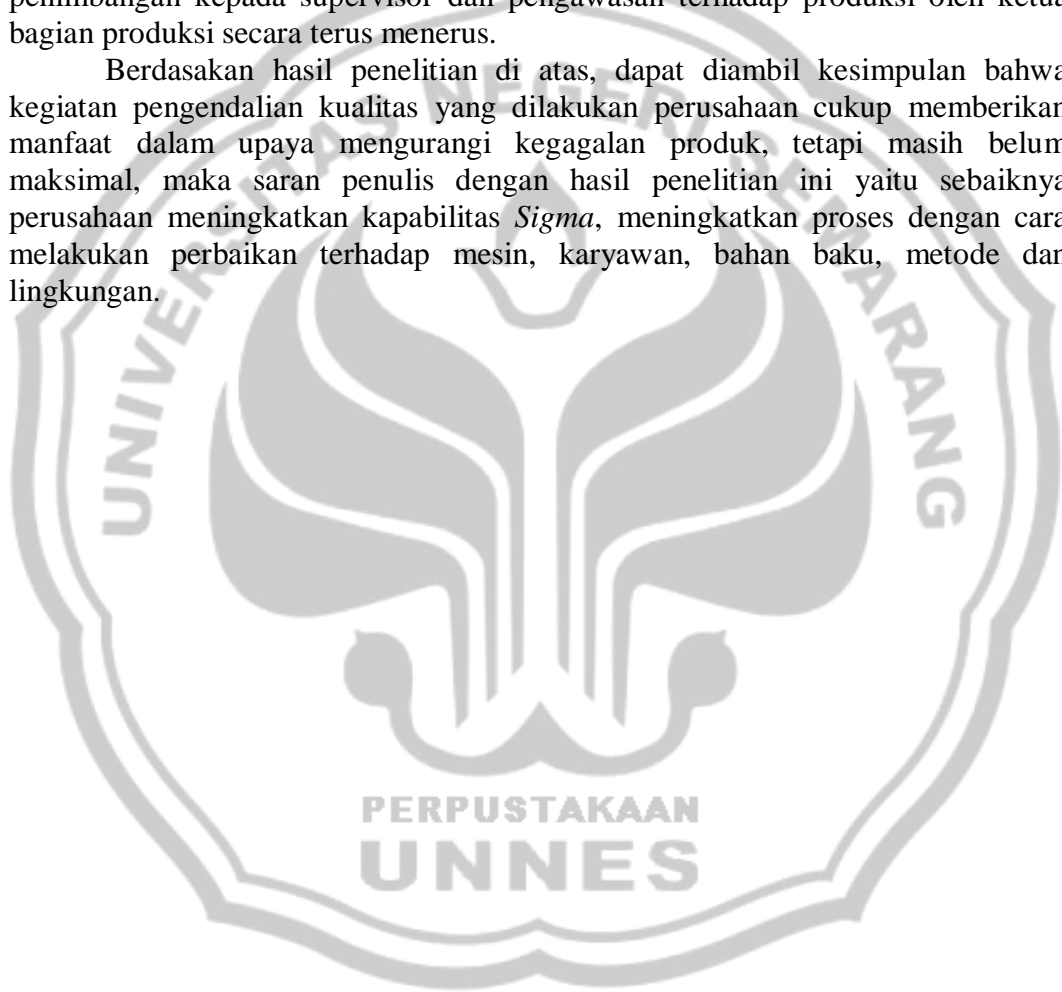 kepada supervisor dan pengawasan terhadap produksi oleh ketua
bagian produksi secara terus menerus.
Berdasakan hasil penelitian di atas, dapat diambil kesimpulan bahwa
kegiatan pengendalian kualitas yang dilakukan perusahaan cukup memberikan
manfaat dalam upaya mengurangi kegagalan produk, tetapi masih belum
maksimal, maka saran penulis dengan hasil penelitian ini yaitu sebaiknya
perusahaan meningkatkan kapabilitas Sigma, meningkatkan proses dengan cara
melakukan perbaikan terhadap mesin, karyawan, bahan baku, metode dan
lingkungan.
UNIVERSITAS NEGERI SEMARANG
PERPUSTAKAAN
UNNES